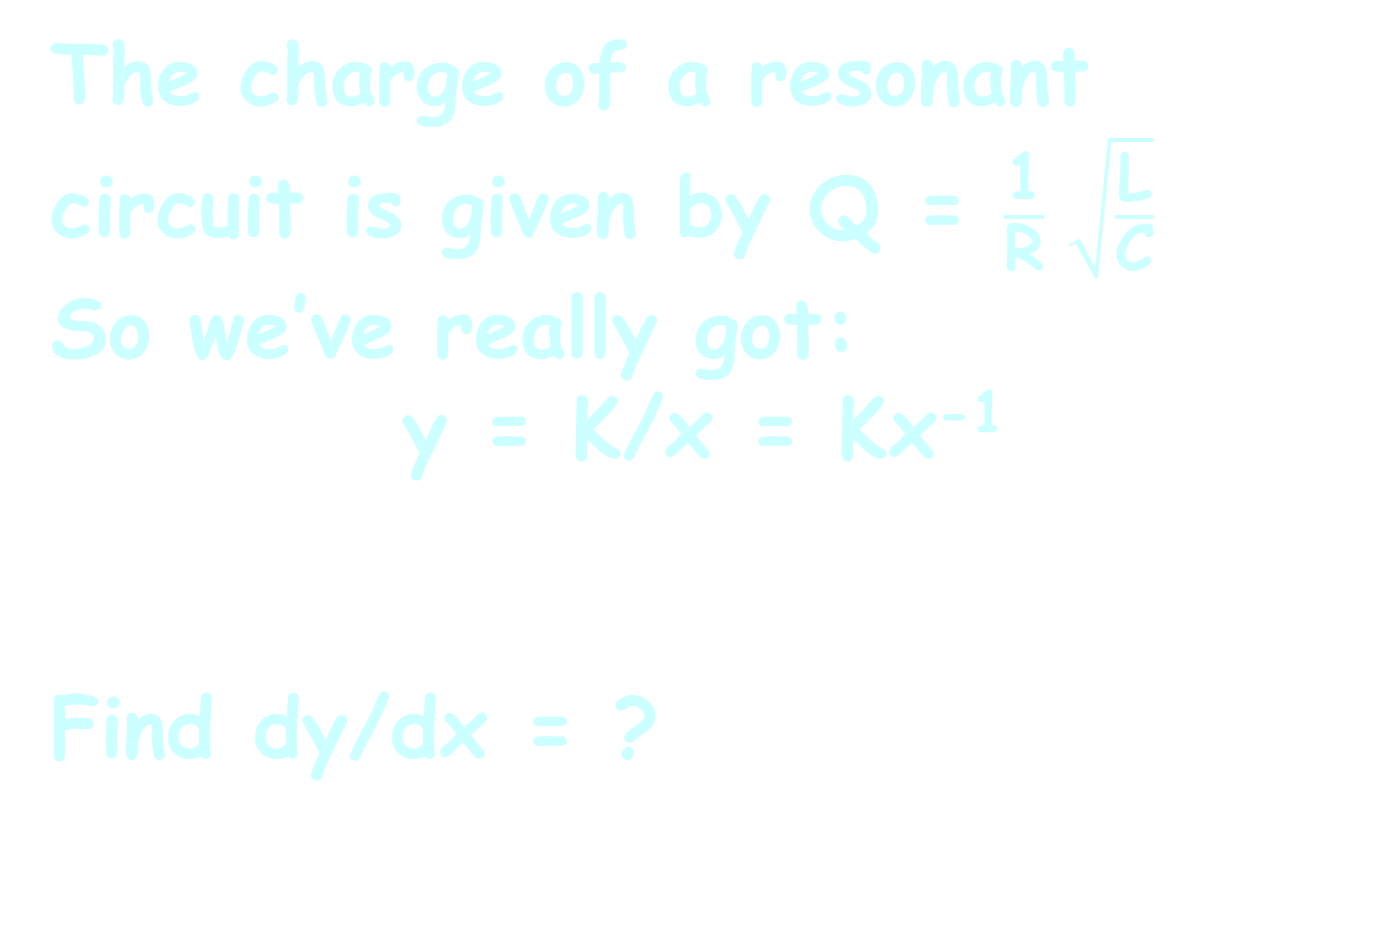 The charge of a resonant
circuit is given by Q = 1/R √(L/C)
So we've really got:
y = K/x = Kx⁻¹
Find dy/dx = ?